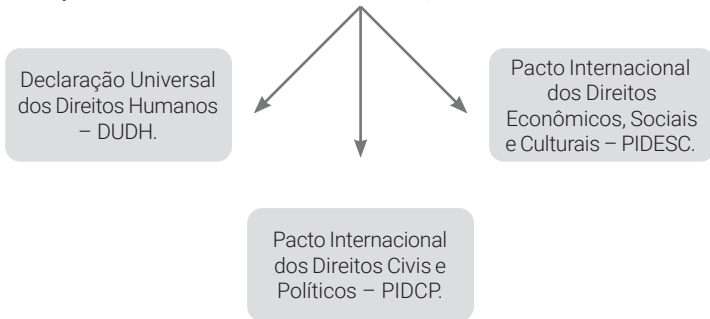 Declaração Universal
dos Direitos Humanos
– DUDH.
Pacto Internacional
dos Direitos
Econômicos, Sociais
e Culturais – PIDESC.
Pacto Internacional
dos Direitos Civis e
Políticos – PIDCP.